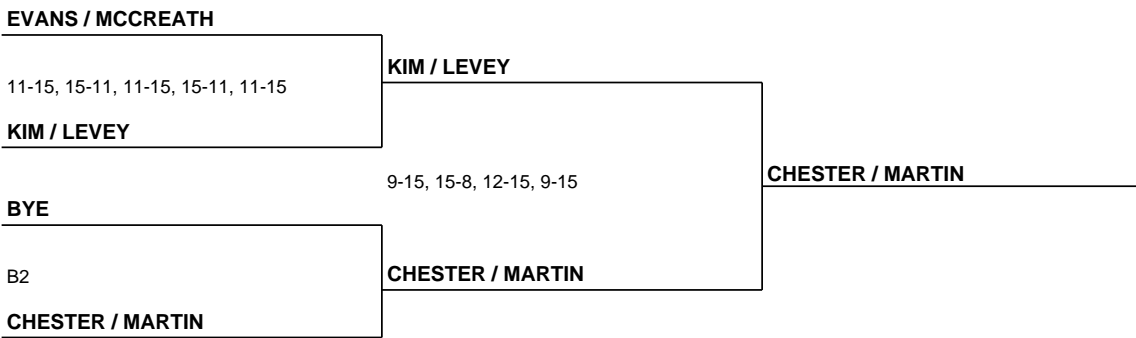 EVANS / MCCREATH
11-15, 15-11, 11-15, 15-11, 11-15
KIM / LEVEY
KIM / LEVEY
9-15, 15-8, 12-15, 9-15
CHESTER / MARTIN
BYE
B2
CHESTER / MARTIN
CHESTER / MARTIN